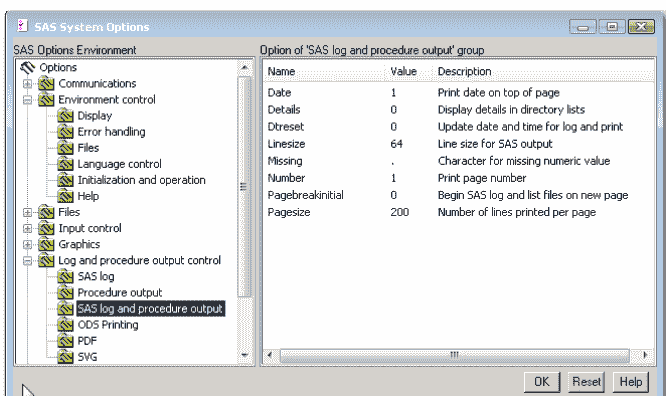 SAS System Options
SAS Options Environment
Option of 'SAS log and procedure output' group
Options
Communications
Environment control
Display
Error handling
Files
Language control
Initialization and operation
Help
Files
Input control
Graphics
Log and procedure output control
SAS log
Procedure output
SAS log and procedure output
ODS Printing
PDF
SVG
Name Value Description
Date 1 Print date on top of page
Details 0 Display details in directory lists
Dtreset 0 Update date and time for log and print
Linesize 64 Line size for SAS output
Missing . Character for missing numeric value
Number 1 Print page number
Pagebreakinitial 0 Begin SAS log and list files on new page
Pagesize 200 Number of lines printed per page
OK Reset Help